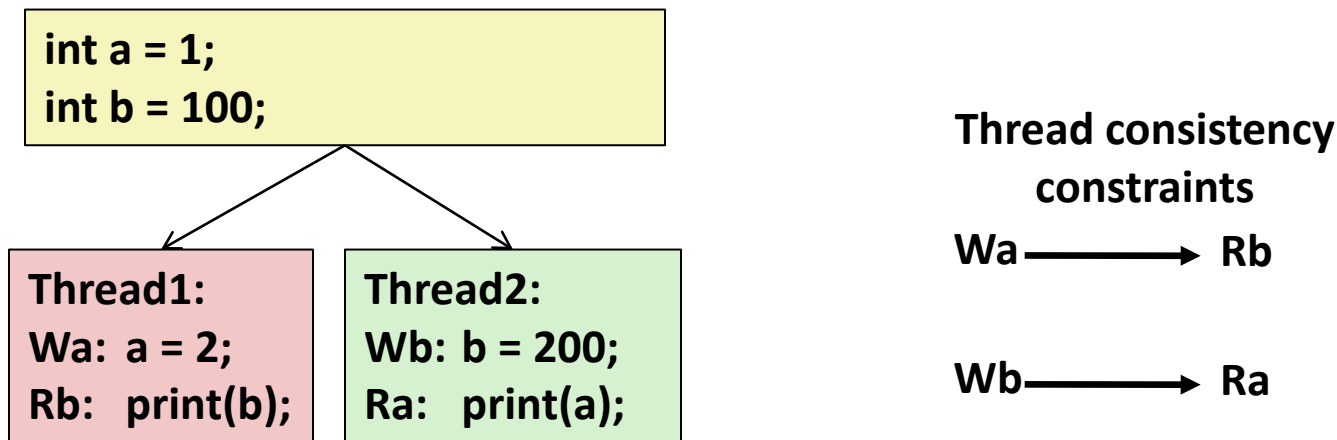 int a = 1;
int b = 100;
Thread1:
Wa: a = 2;
Rb: print(b);
Thread2:
Wb: b = 200;
Ra: print(a);
Thread consistency
constraints
Wa Rb
Wb Ra